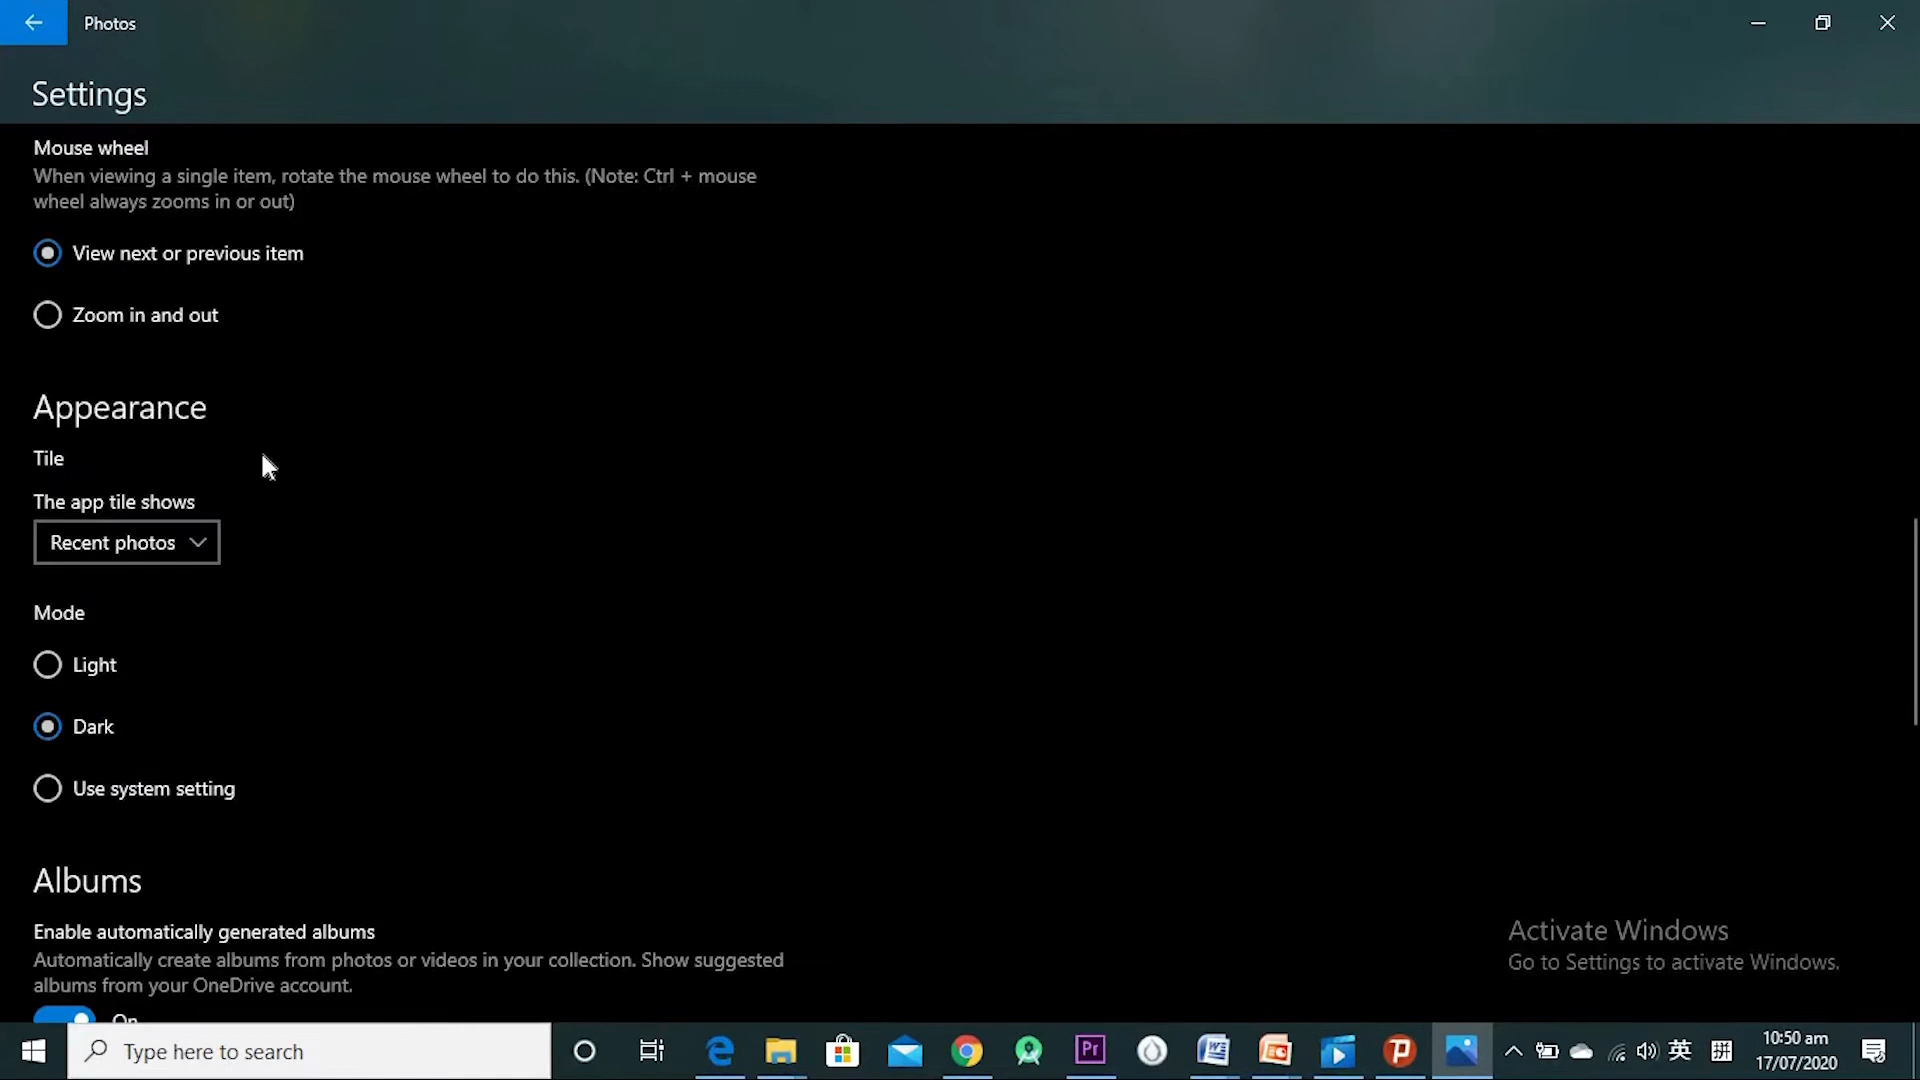 Photos
Settings
Mouse wheel
When viewing a single item, rotate the mouse wheel to do this. (Note: Ctrl + mouse
wheel always zooms in or out)
View next or previous item
Zoom in and out
Appearance
Tile
The app tile shows
Recent photos
Mode
Light
Dark
Use system setting
Albums
Enable automatically generated albums
Automatically create albums from photos or videos in your collection. Show suggested
albums from your OneDrive account.
On
Activate Windows
Go to Settings to activate Windows.
Type here to search
Pr
英
拼
10:50 am
17/07/2020